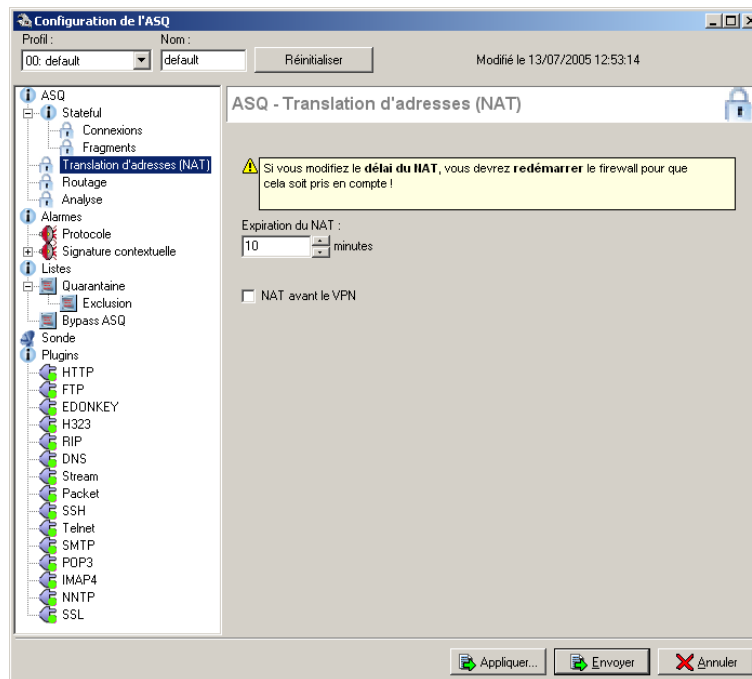 Configuration de l'ASQ
Profil :
Nom :
00: default
default
Réinitialiser
Modifié le 13/07/2005 12:53:14
ASQ
Stateful
Connexions
Fragments
Translation d'adresses (NAT)
Routage
Analyse
Alarmes
Protocole
Signature contextuelle
Listes
Quarantaine
Exclusion
Bypass ASQ
Sonde
Plugins
HTTP
FTP
EDONKEY
H323
RIP
DNS
Stream
Packet
SSH
Telnet
SMTP
POP3
IMAP4
NNTP
SSL
ASQ - Translation d'adresses (NAT)
Si vous modifiez le délai du NAT, vous devrez redémarrer le firewall pour que
cela soit pris en compte !
Expiration du NAT :
10
minutes
NAT avant le VPN
Appliquer...
Envoyer
Annuler